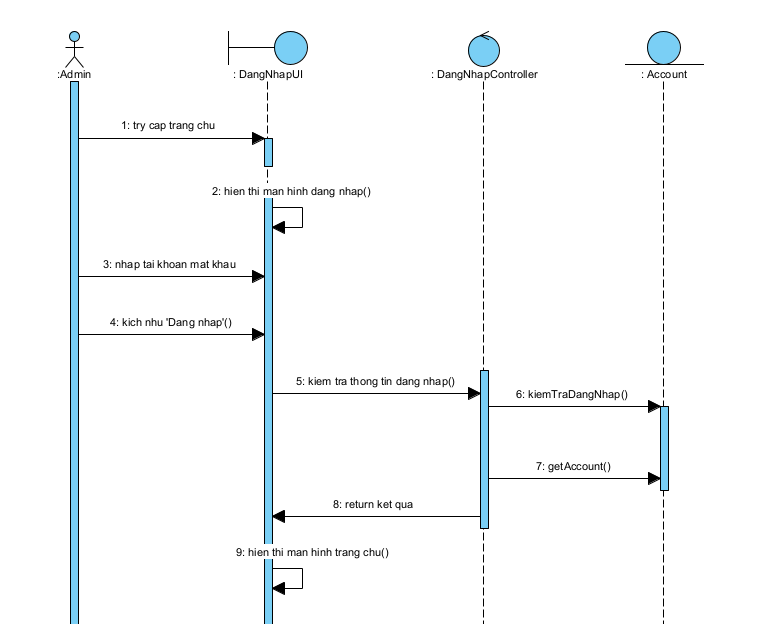 :Admin
: DangNhapUI
: DangNhapController
: Account
1: try cap trang chu
2: hien thi man hinh dang nhap()
3: nhap tai khoan mat khau
4: kich nhu 'Dang nhap'()
5: kiem tra thong tin dang nhap()
6: kiemTraDangNhap()
7: getAccount()
8: return ket qua
9: hien thi man hinh trang chu()